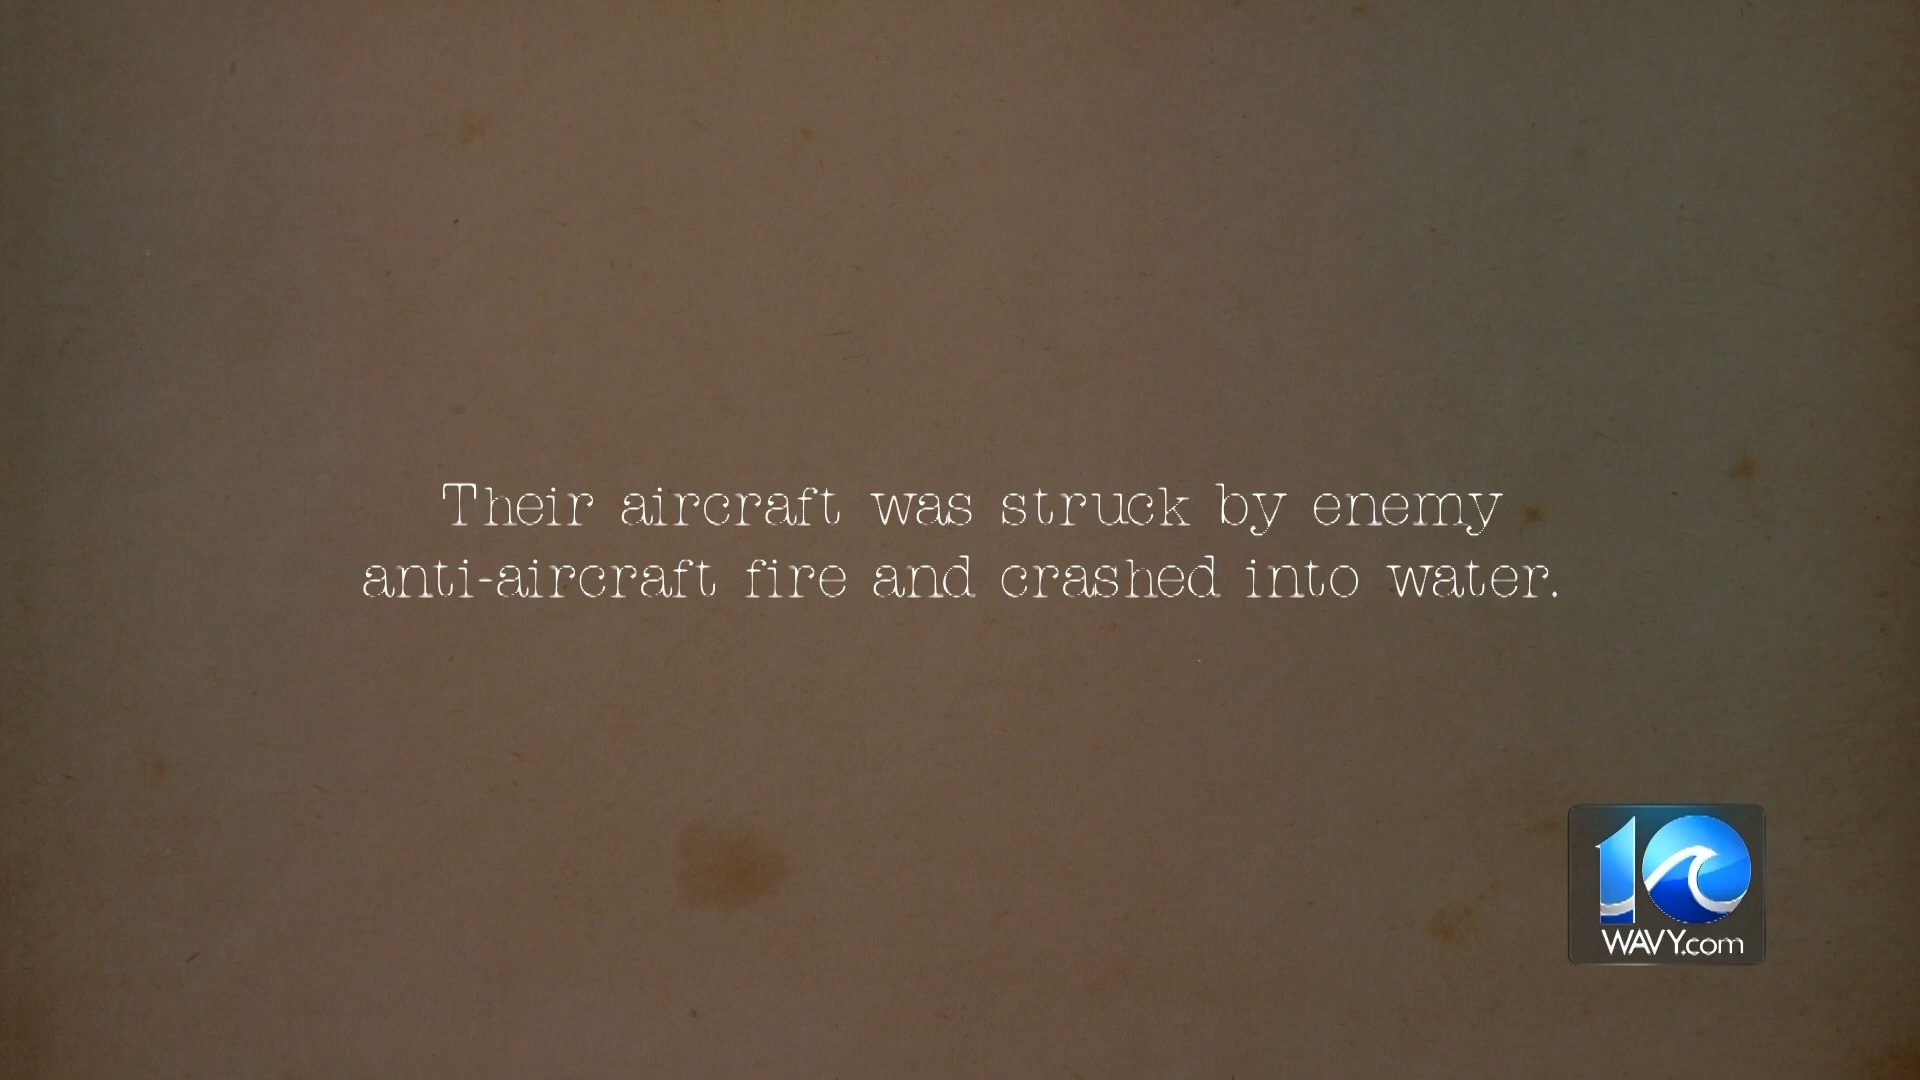 Their aircraft was struck by enemy
anti-aircraft fire and crashed into water.
10
WAVY.com